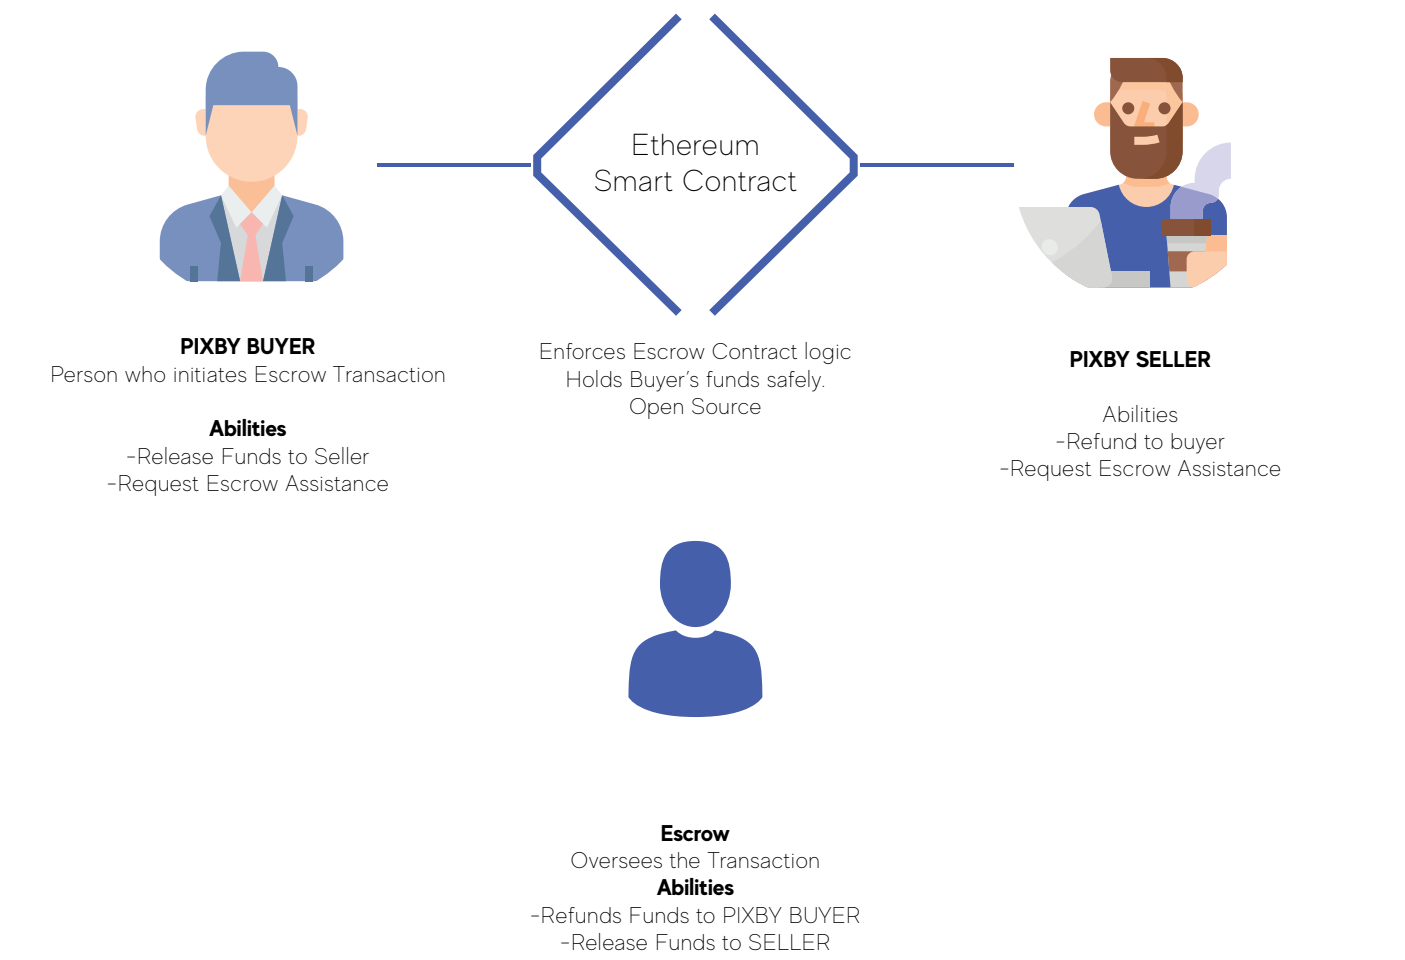 Ethereum
Smart Contract
PIXBY BUYER
Person who initiates Escrow Transaction
Abilities
-Release Funds to Seller
-Request Escrow Assistance
Enforces Escrow Contract logic
Holds Buyer's funds safely.
Open Source
PIXBY SELLER
Abilities
-Refund to buyer
-Request Escrow Assistance
Escrow
Oversees the Transaction
Abilities
-Refunds Funds to PIXBY BUYER
-Release Funds to SELLER